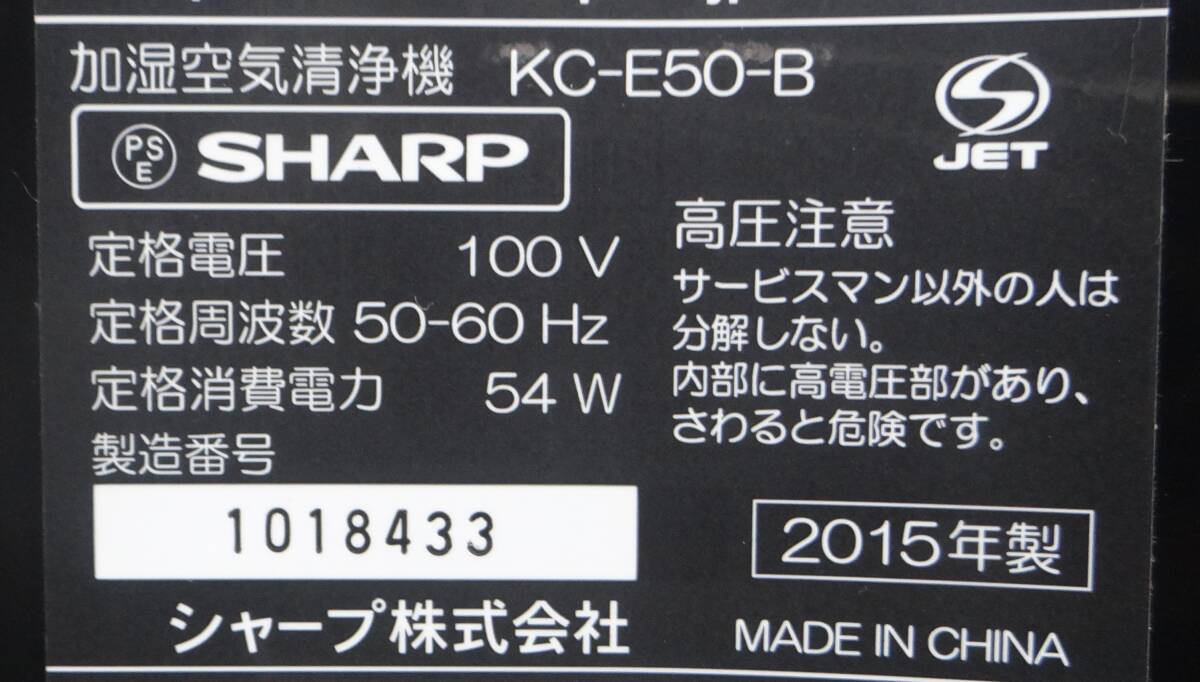 加湿空気清浄機 KC-E50-B
PS
E
SHARP
JET
定格電圧 100 V
定格周波数 50-60 Hz
定格消費電力 54 W
製造番号
1018433
シャープ株式会社
高圧注意
サービスマン以外の人は
分解しない。
内部に高電圧部があり、
さわると危険です。
2015年製
MADE IN CHINA